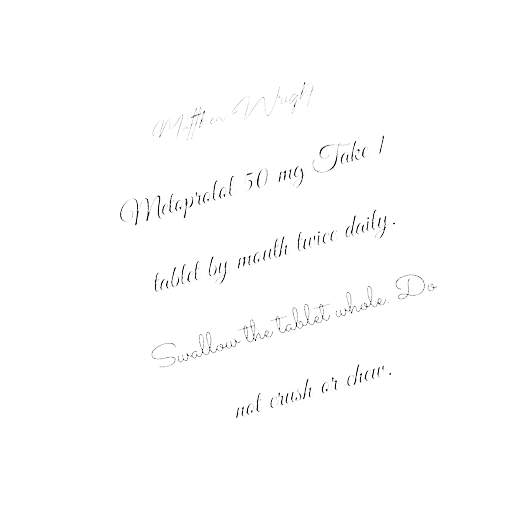 Matthew Wright
Metoprolol 50 mg Take 1
tablet by mouth twice daily.
Swallow the tablet whole. Do
not crush or chew.